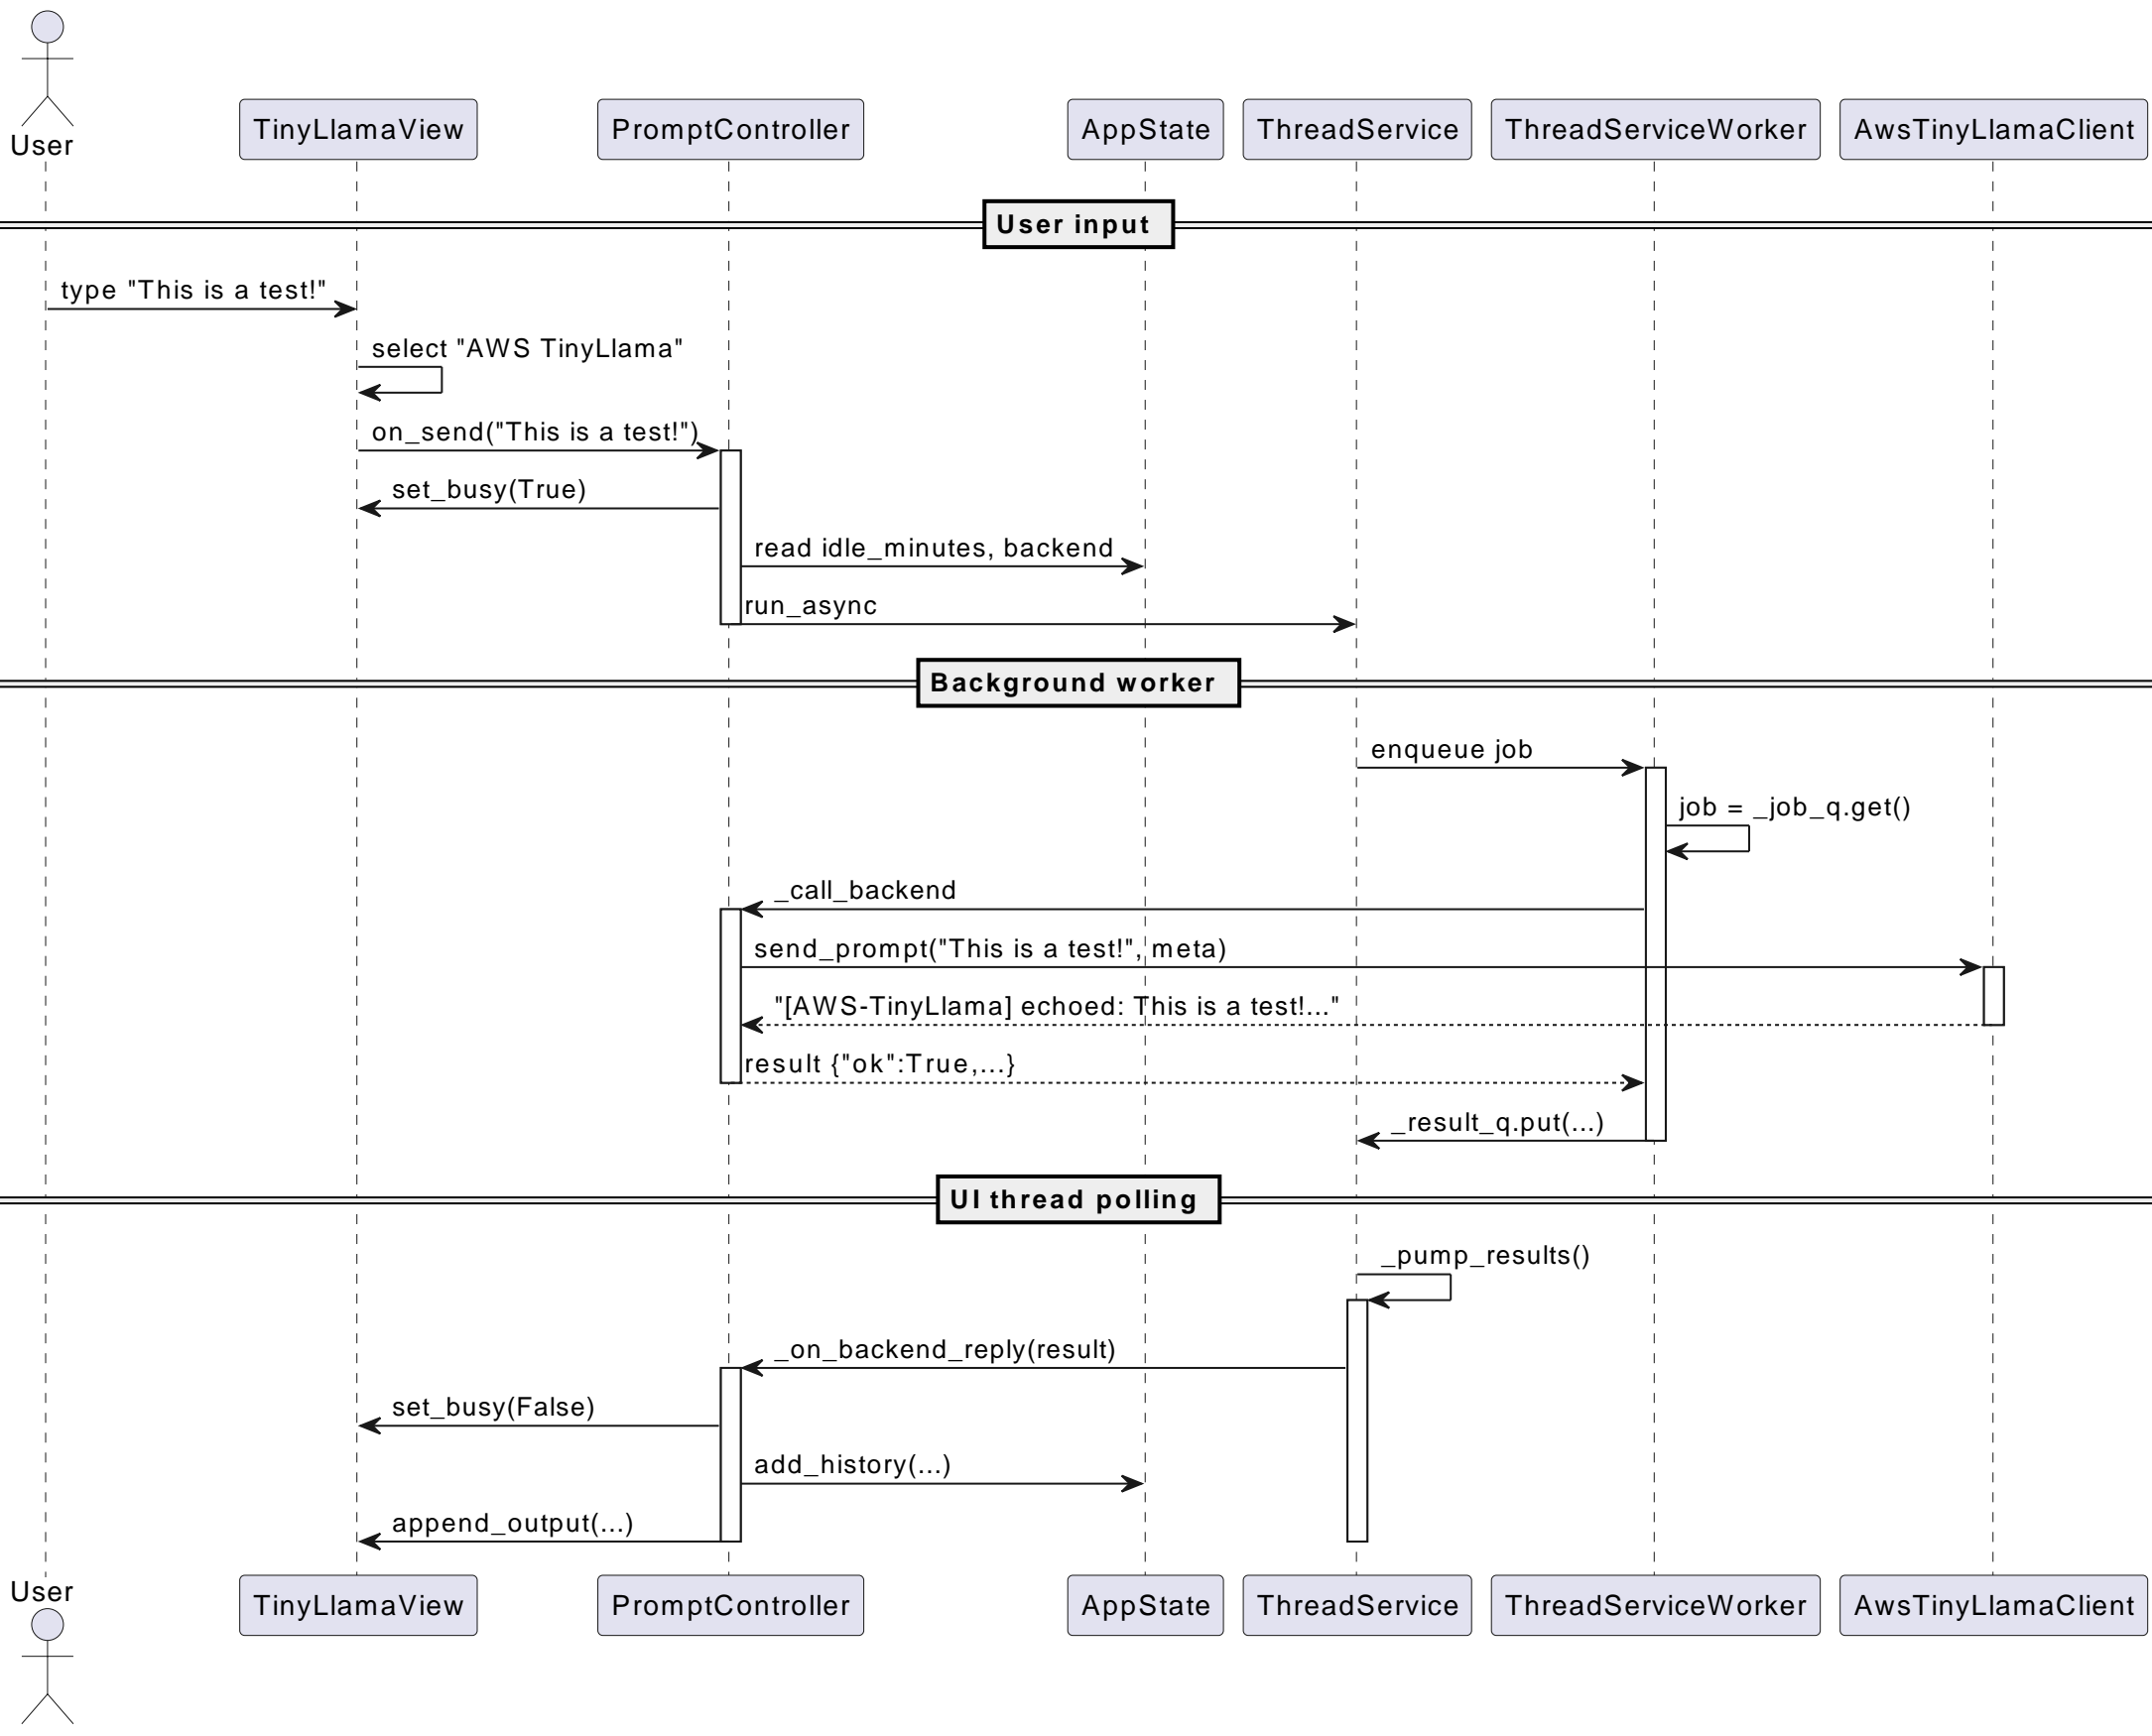 User
TinyLlamaView
PromptController
AppState
ThreadService
ThreadServiceWorker
AwsTinyLlamaClient
User input
type "This is a test!"
select "AWS TinyLlama"
on_send("This is a test!")
set_busy(True)
read idle_minutes, backend
run_async
Background worker
enqueue job
job = _job_q.get()
_call_backend
send_prompt("This is a test!", meta)
"[AWS-TinyLlama] echoed: This is a test!..."
result {"ok":True,...}
_result_q.put(...)
UI thread polling
_pump_results()
_on_backend_reply(result)
set_busy(False)
add_history(...)
append_output(...)
User
TinyLlamaView
PromptController
AppState
ThreadService
ThreadServiceWorker
AwsTinyLlamaClient